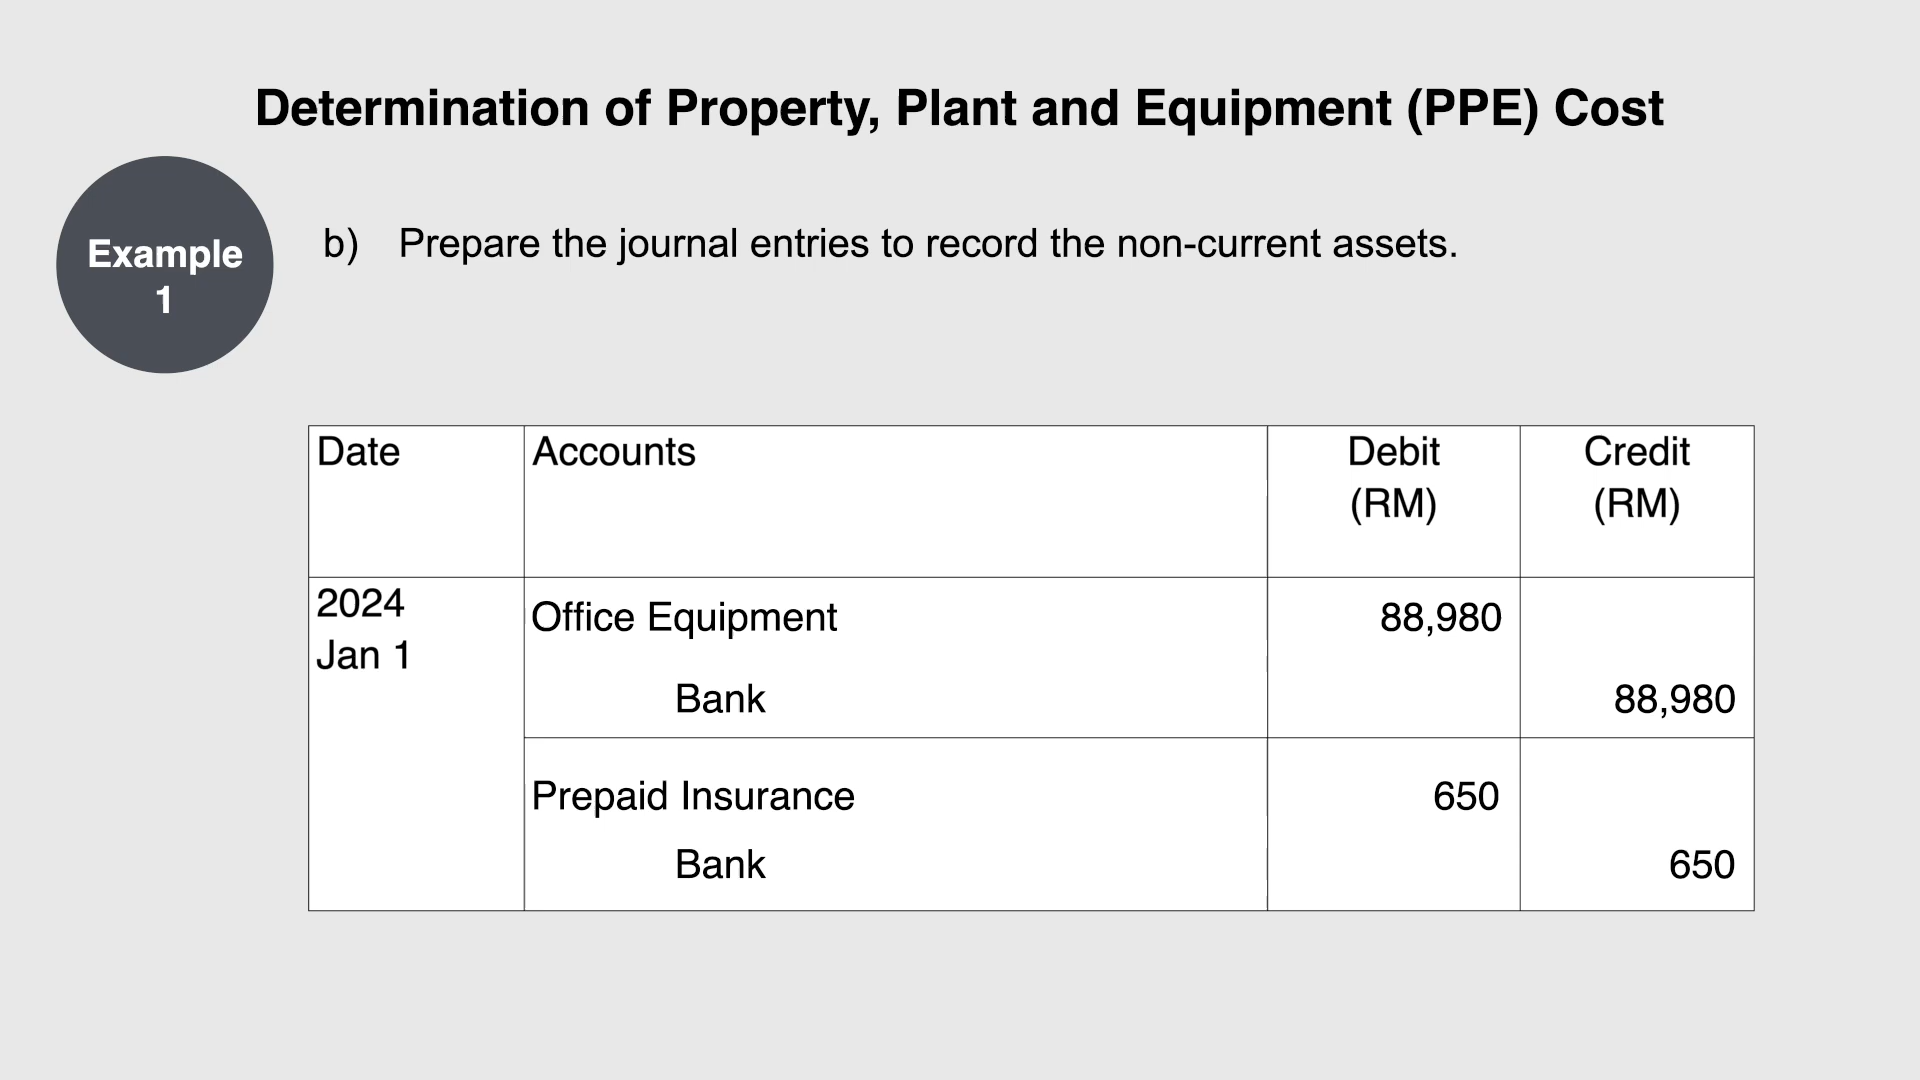 Determination of Property, Plant and Equipment (PPE) Cost
Example
1
b) Prepare the journal entries to record the non-current assets.
Date Accounts Debit Credit
(RM) (RM)
2024
Jan 1
Office Equipment 88,980
Bank 88,980
Prepaid Insurance 650
Bank 650